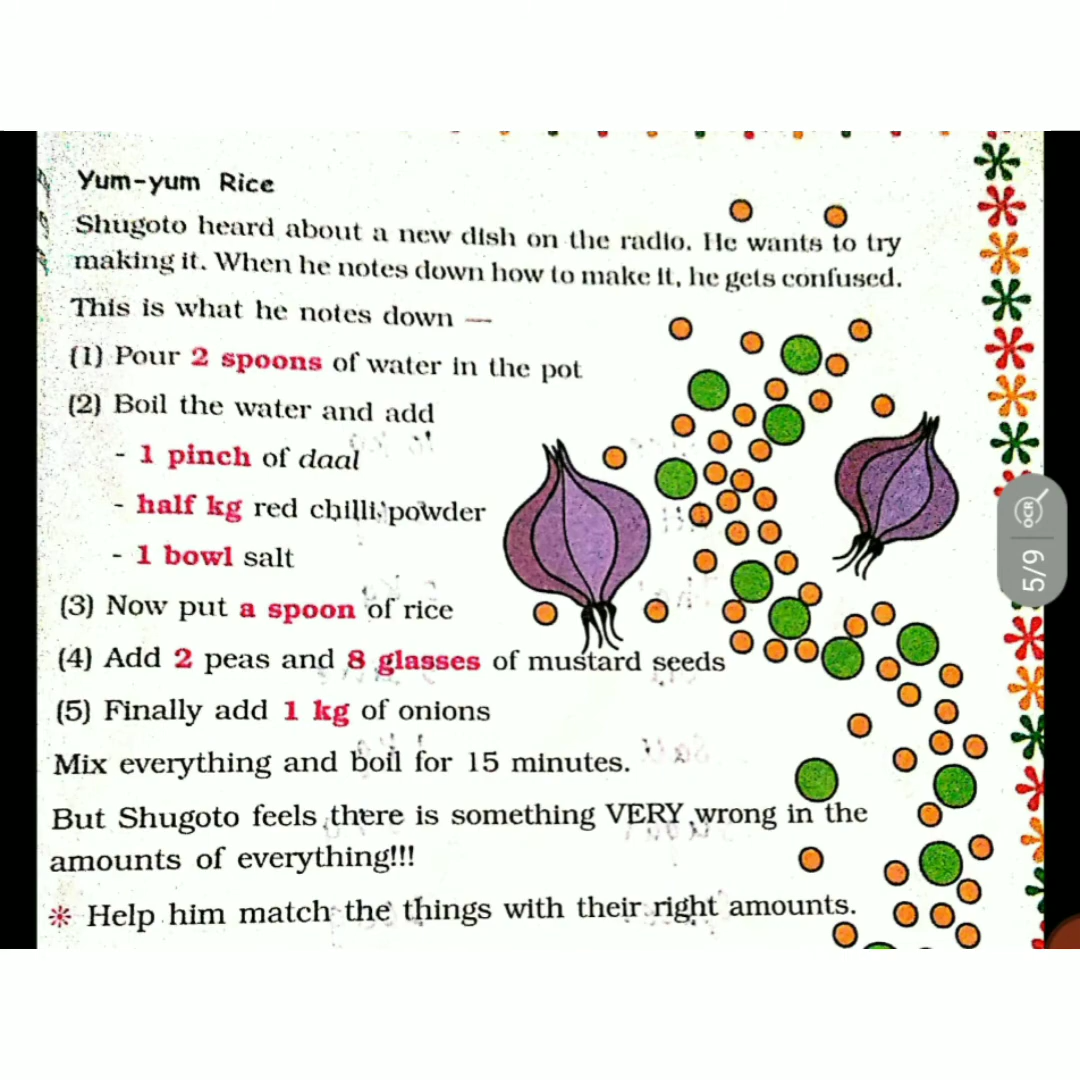 Yum-yum Rice
Shugoto heard about a new dish on the radio. He wants to try
making it. When he notes down how to make it, he gets confused.
This is what he notes down —
(1) Pour 2 spoons of water in the pot
(2) Boil the water and add
- 1 pinch of daal
- half kg red chilli powder
- 1 bowl salt
(3) Now put a spoon of rice
(4) Add 2 peas and 8 glasses of mustard seeds
(5) Finally add 1 kg of onions
Mix everything and boil for 15 minutes.
But Shugoto feels there is something VERY wrong in the
amounts of everything!!!
* Help him match the things with their right amounts.
OCR
5/9